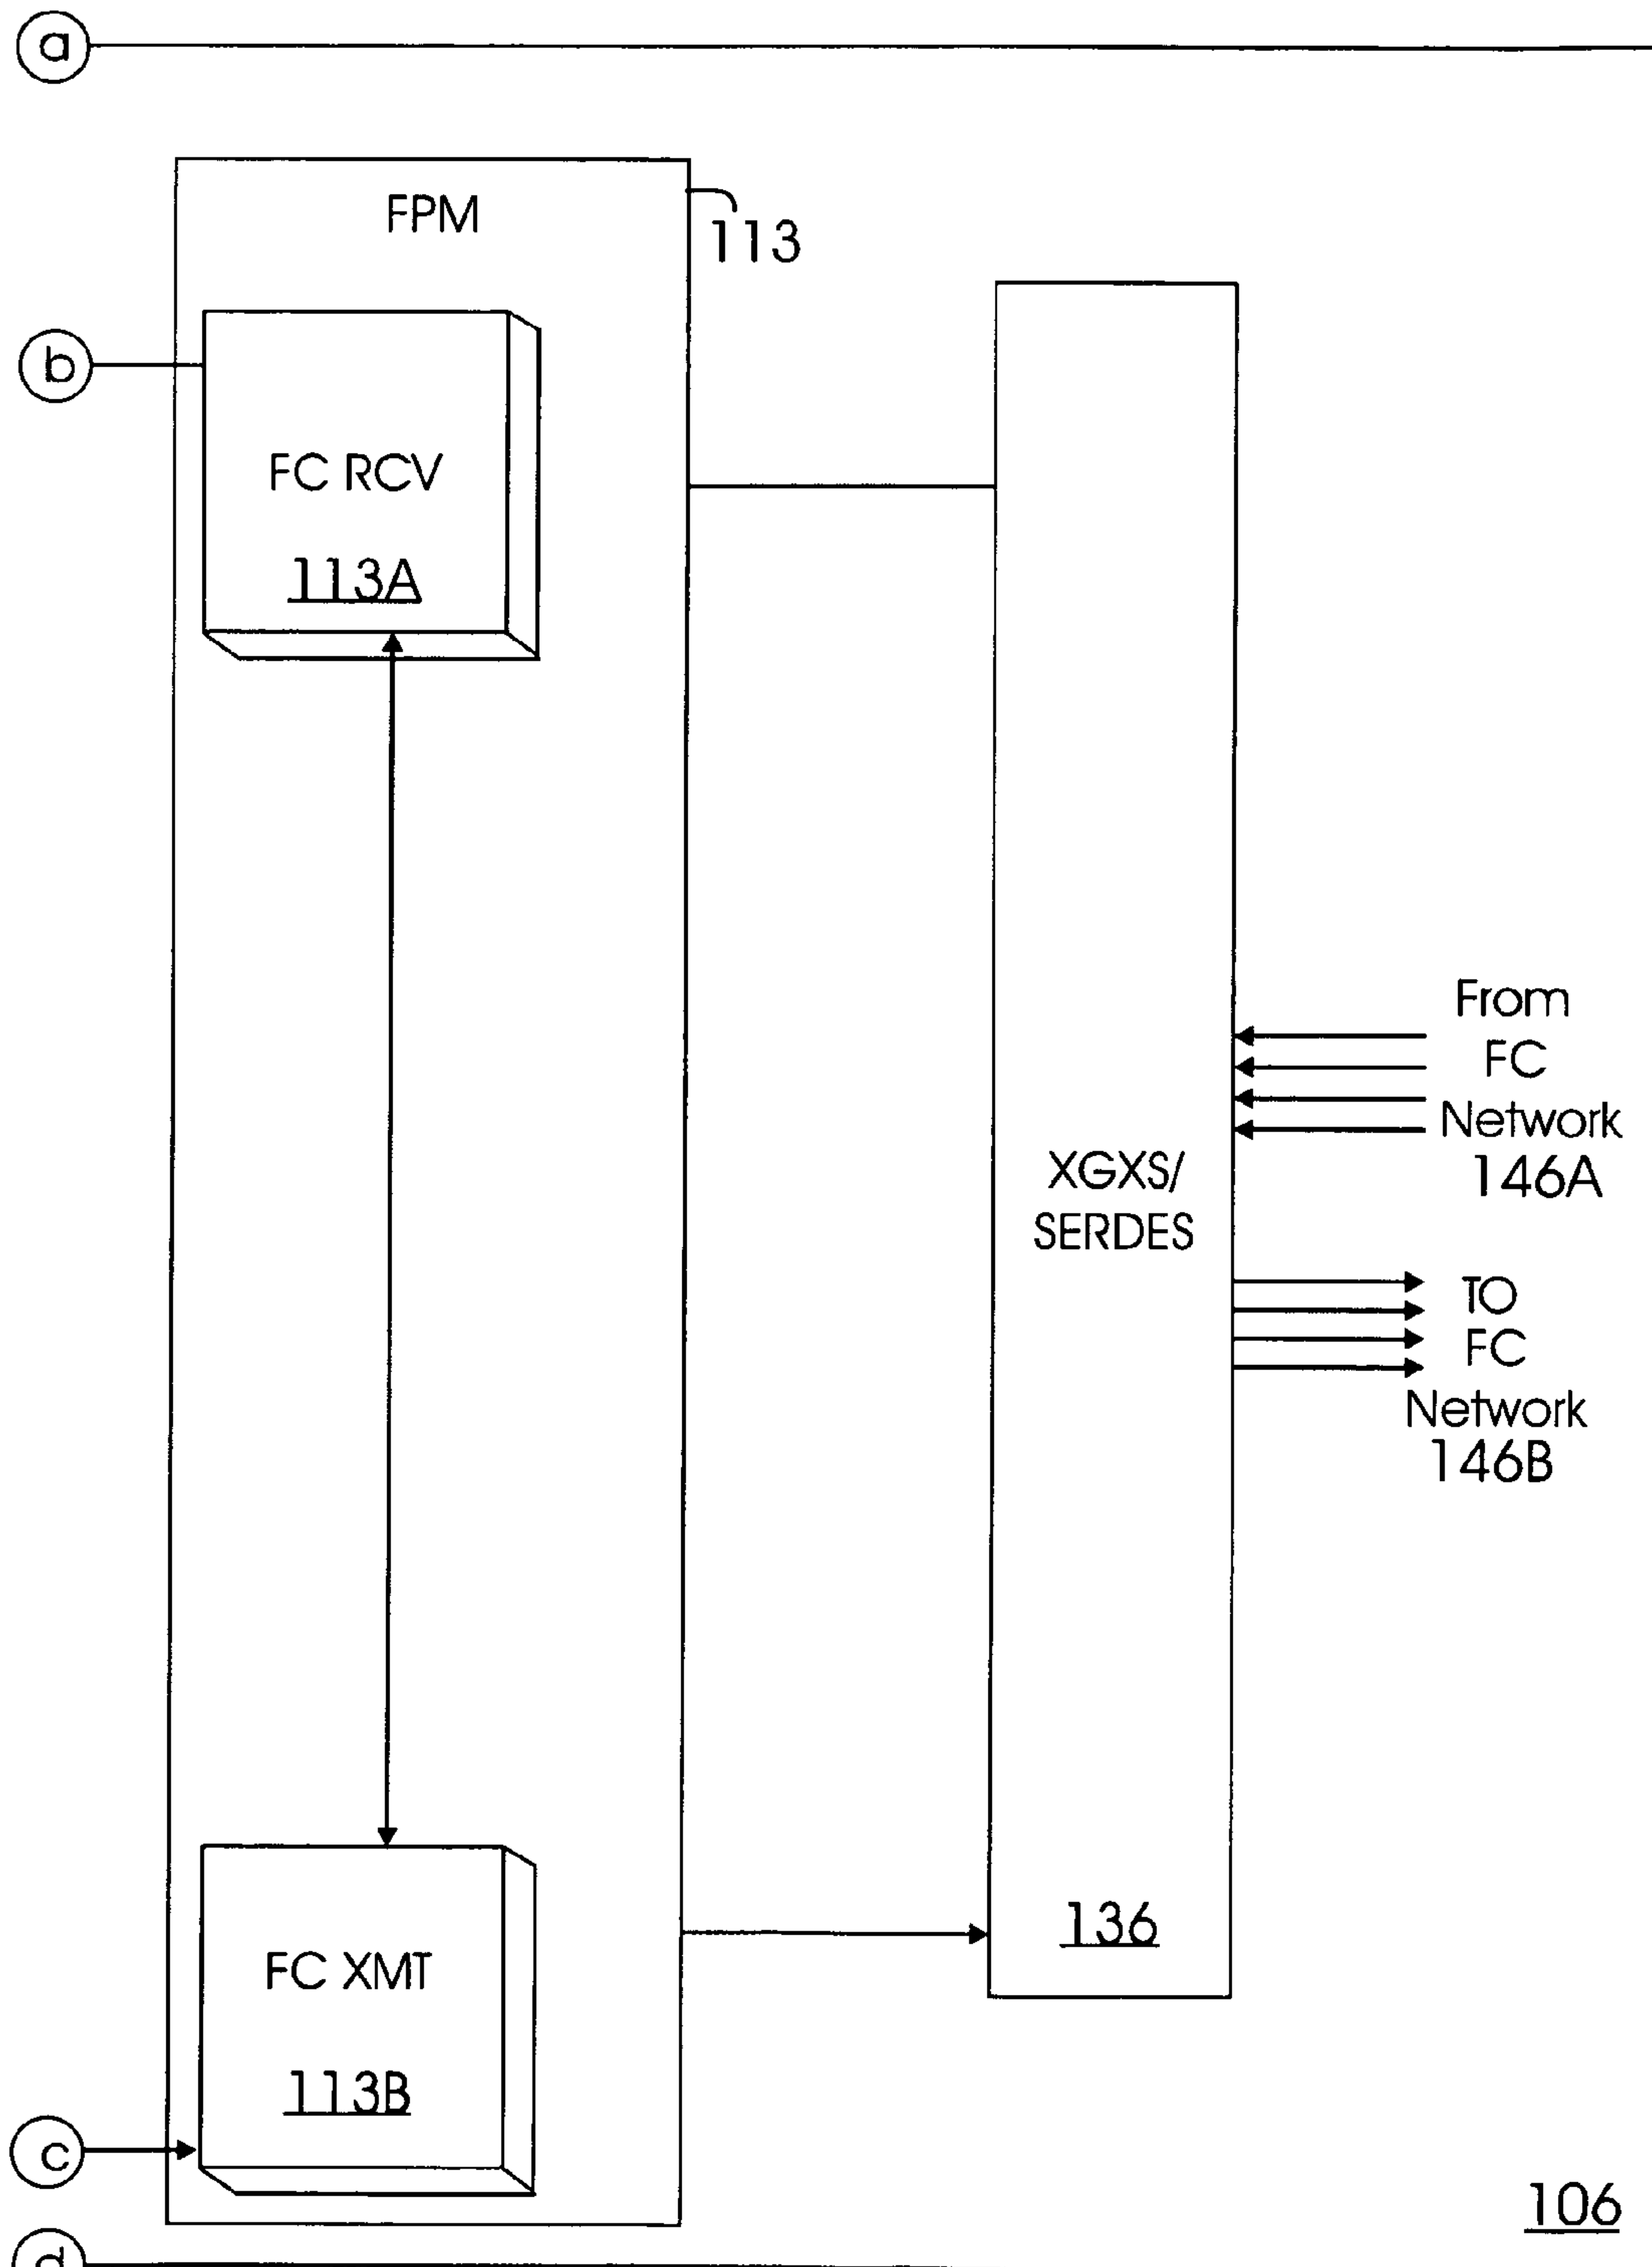 a
FPM
113
b
FC RCV
113A
From
FC
Network
146A
XGXS/
SERDES
TO
FC
Network
146B
136
FC XMT
113B
c
106
d